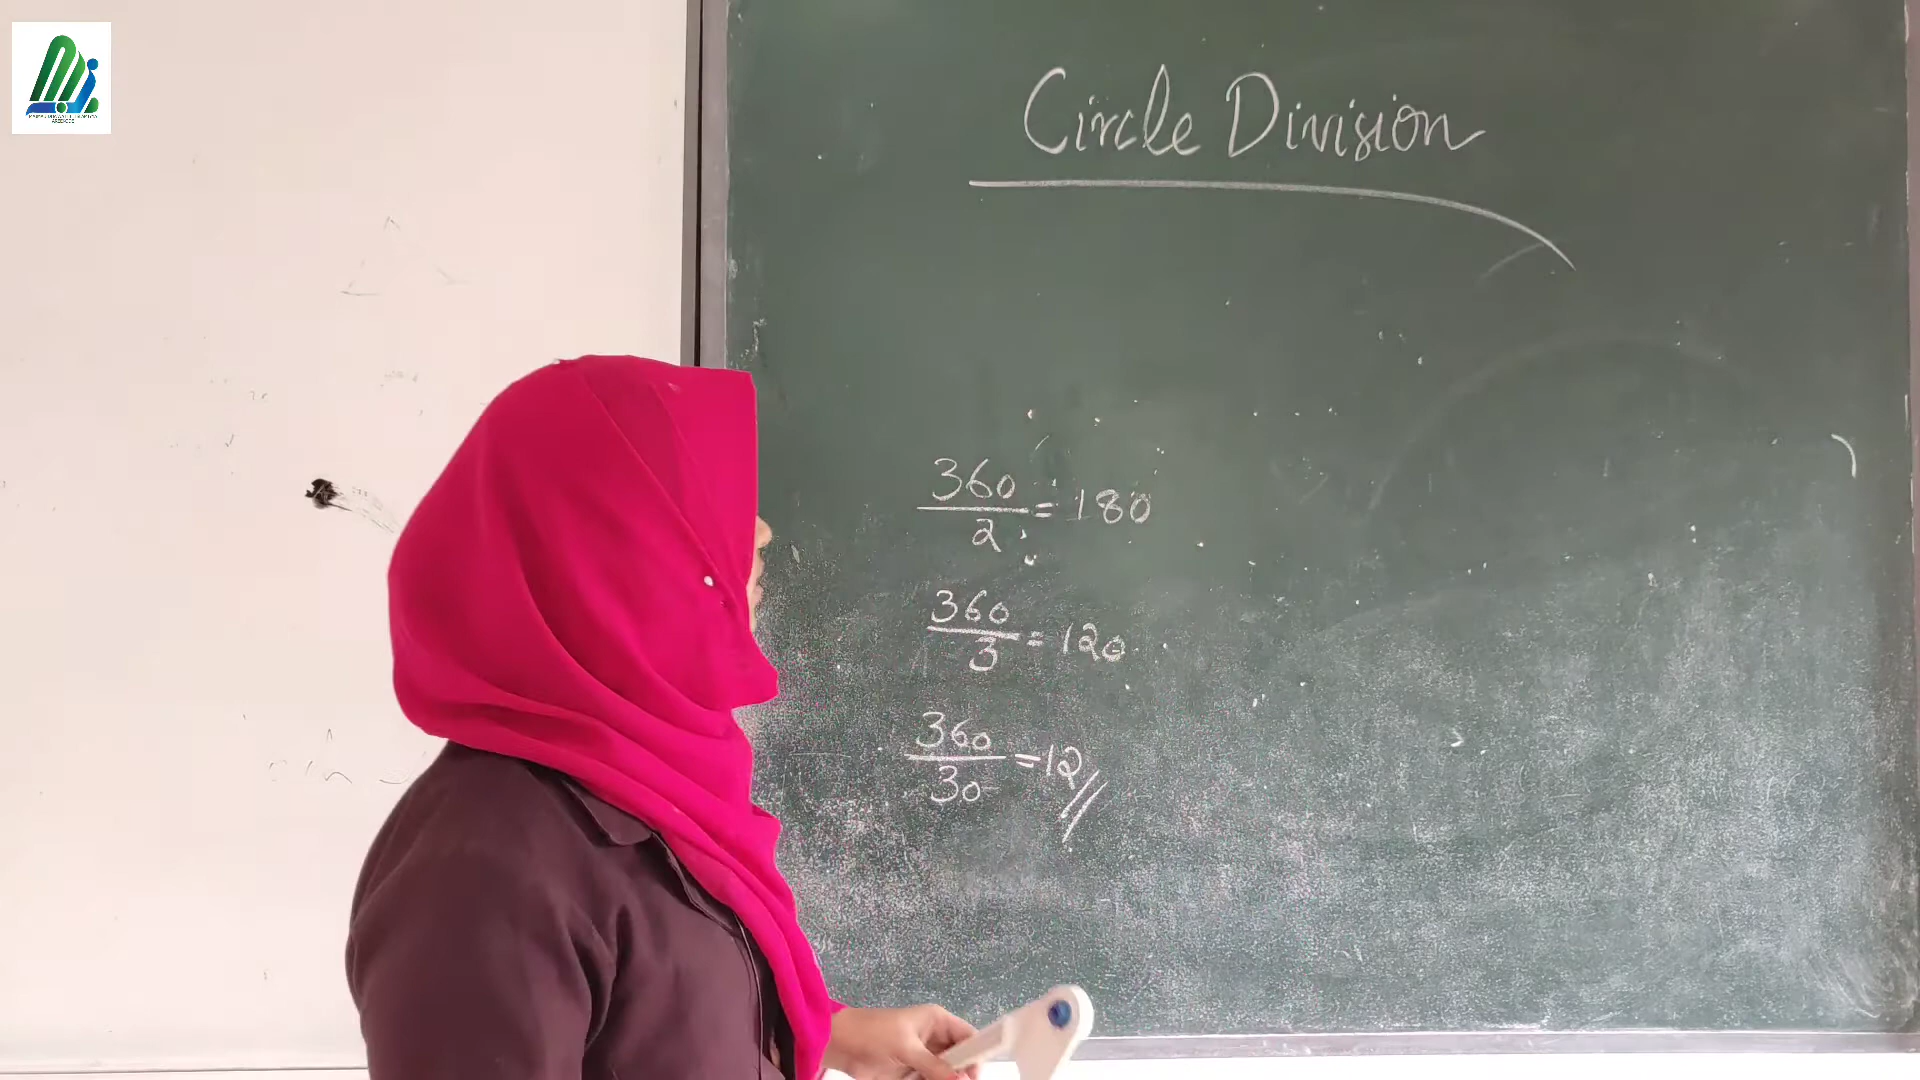 Circle Division
360/2 = 180
360/3 = 120
360/30 = 12//